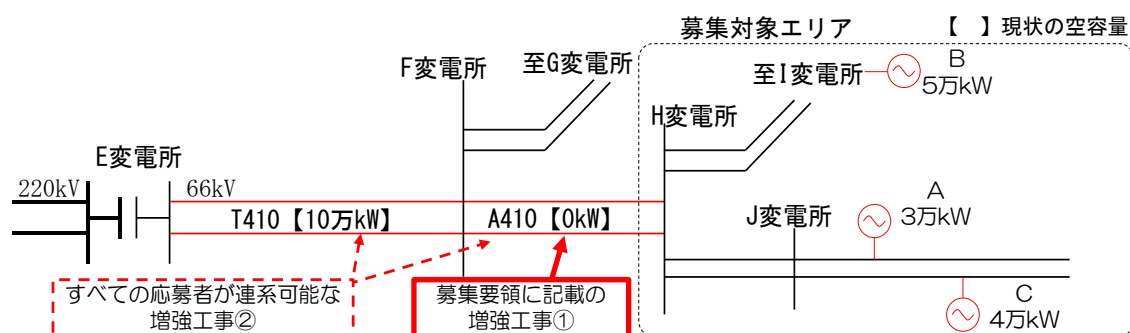 募集対象エリア
【 】現状の空容量
F変電所
至G変電所
至I変電所
B
5万kW
H変電所
E変電所
220kV
66kV
T410【10万kW】
A410【0kW】
J変電所
A
3万kW
すべての応募者が連系可能な
増強工事②
募集要領に記載の
増強工事①
C
4万kW